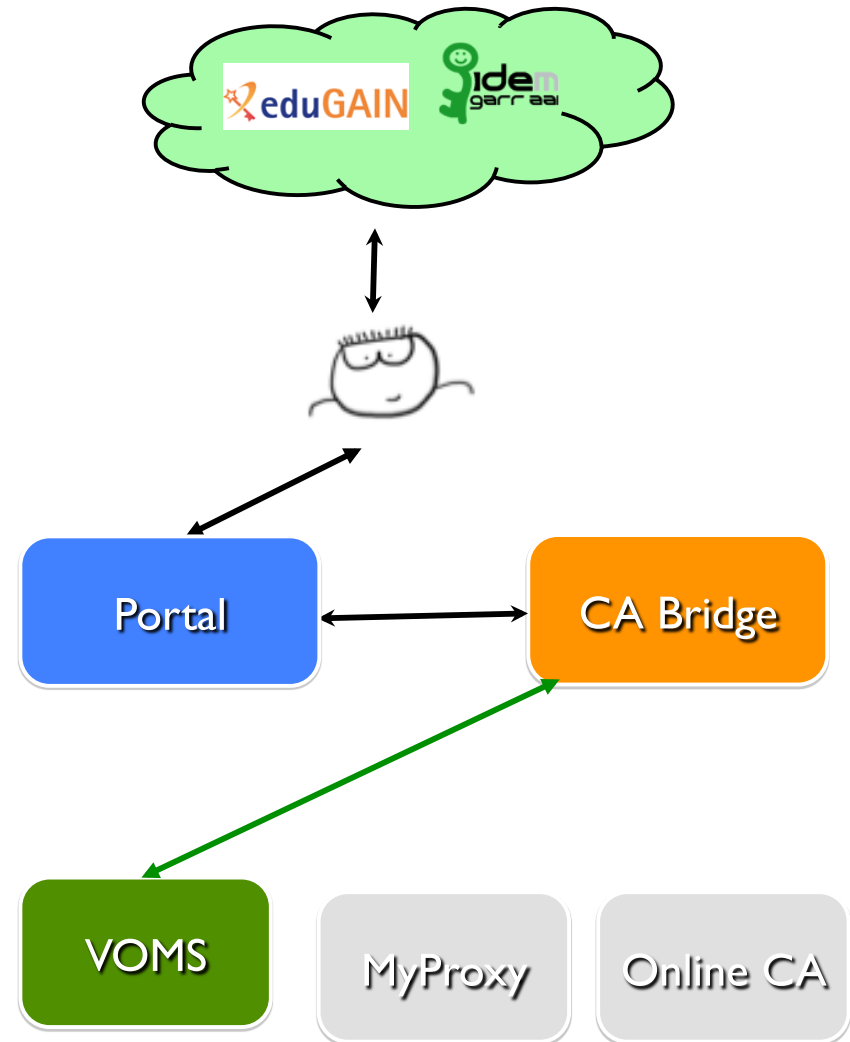 eduGAIN
idem
garr aai
Portal
CA Bridge
VOMS
MyProxy
Online CA